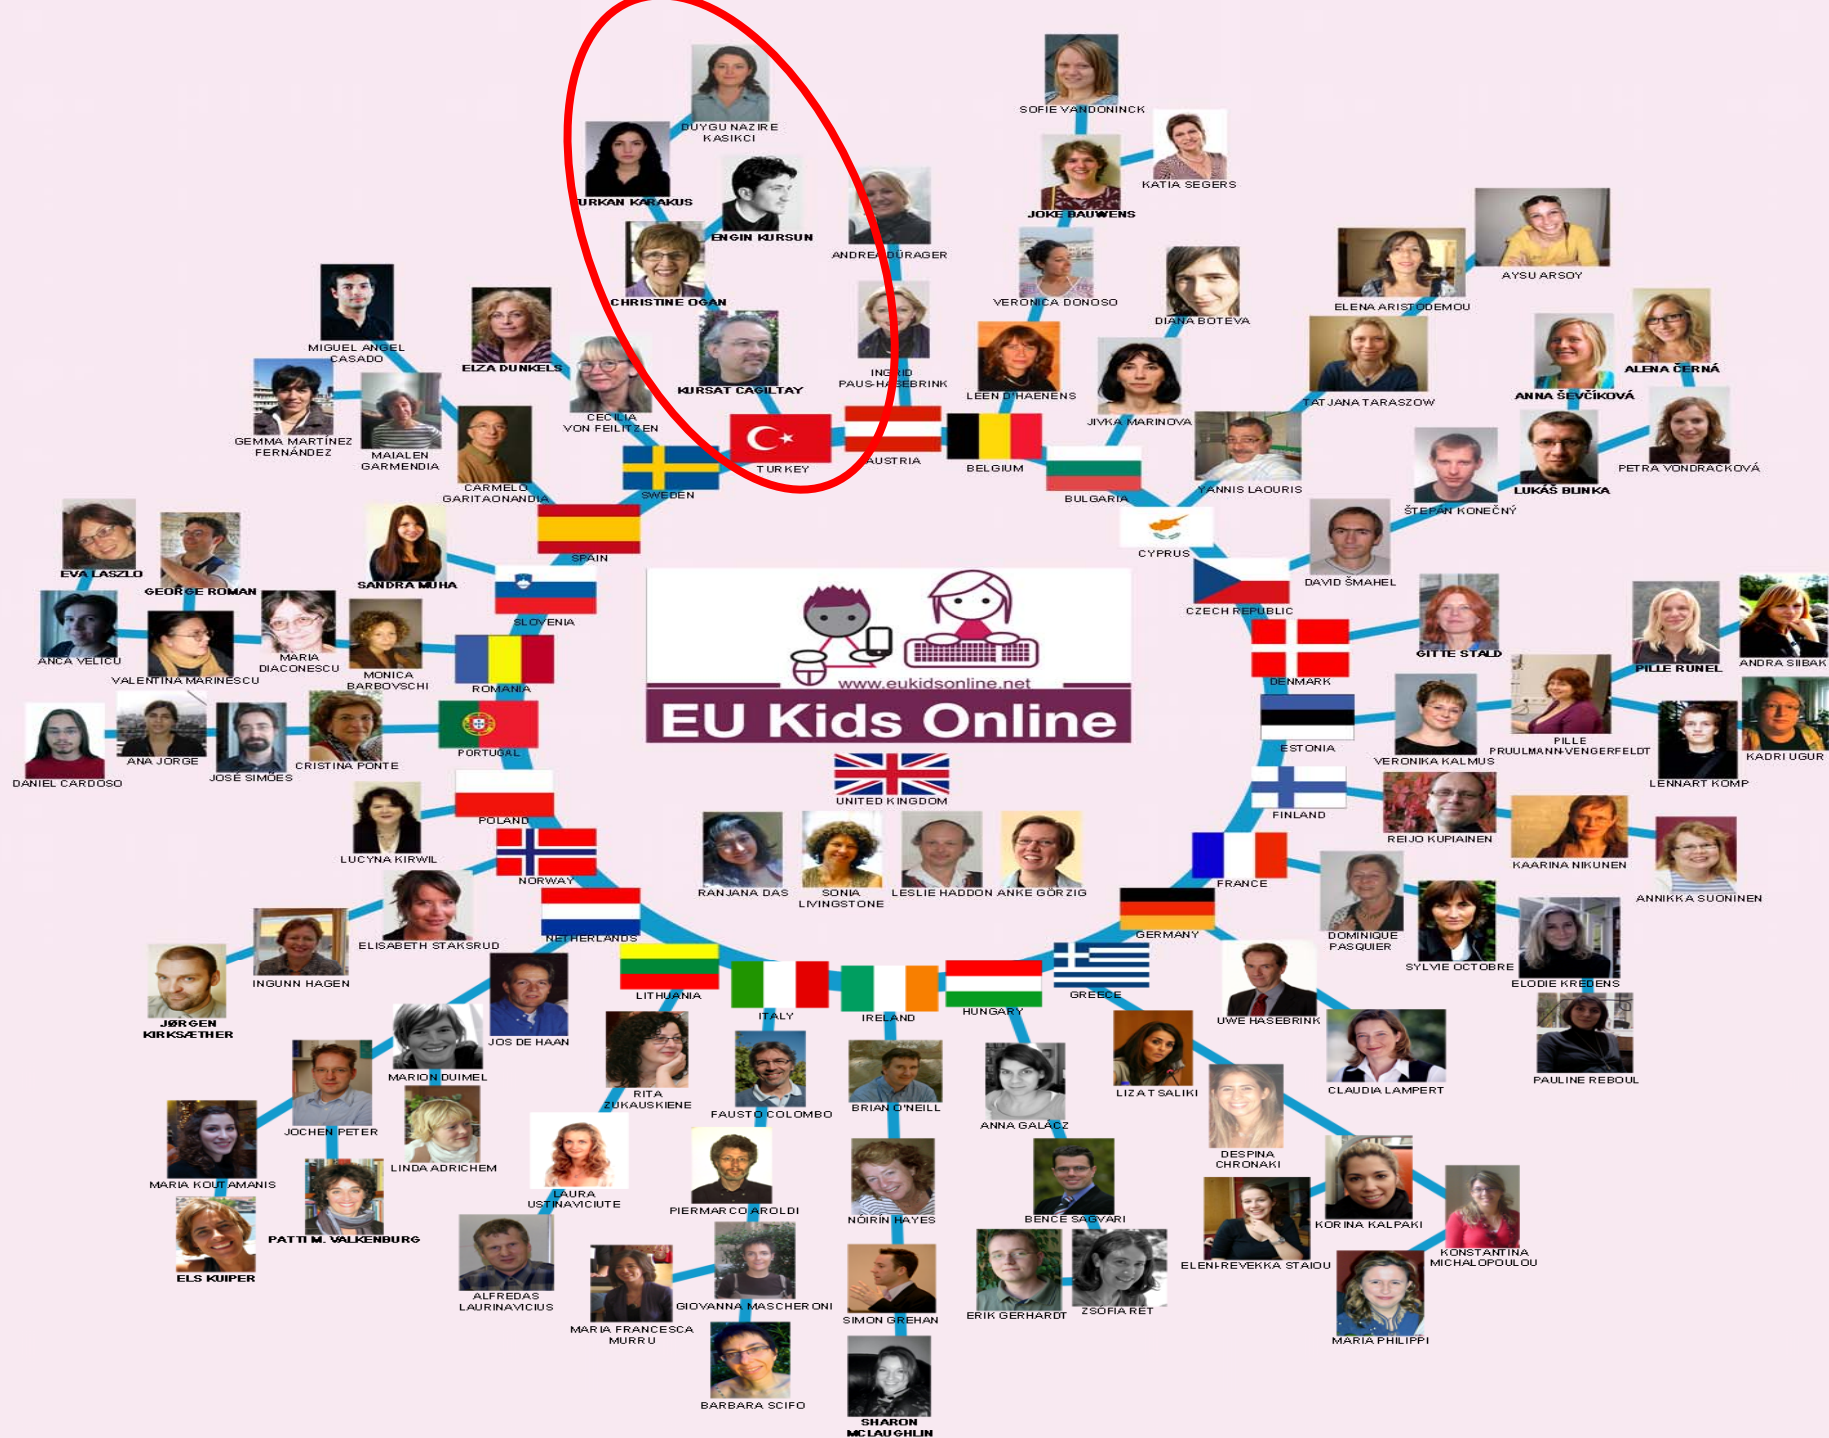 DUYGU NAZIRE
KASIKCI
TURKAN KARAKUS
ENGIN KURSUN
CHRISTINE OGAN
KURSAT CAGILTAY
TURKEY
ANDREA DÜRAGER
INGRID
PAUS-HASEBRINK
AUSTRIA
SOFIE VANDONINCK
KATIA SEGERS
JOKE BAUWENS
VERONICA DONOSO
LEEN D'HAENENS
BELGIUM
DIANA BOTEVA
JIVKA MARINOVA
BULGARIA
AYSU ARSOY
ELENA ARISTODEMOU
TATJANA TARASZOW
YANNIS LAOURIS
CYPRUS
ALENA ČERNÁ
ANNA ŠEVČÍKOVÁ
PETRA VONDRACKOVÁ
LUKÁŠ BLINKA
ŠTEPÁN KONEČNÝ
DAVID ŠMAHEL
CZECH REPUBLIC
GITTE STALD
DENMARK
PILLE RUNEL
ANDRA SIIBAK
PILLE
PRUULMANN-VENGERFELDT
VERONIKA KALMUS
LENNART KOMP
KADRI UGUR
ESTONIA
REIJO KUPIAINEN
KAARINA NIKUNEN
ANNIKKA SUONINEN
FINLAND
DOMINIQUE
PASQUIER
SYLVIE OCTOBRE
ELODIE KREDENS
PAULINE REBOUL
FRANCE
UWE HASEBRINK
CLAUDIA LAMPERT
GERMANY
LIZA TSALIKI
DESPINA
CHRONAKI
KORINA KALPAKI
ELENI-REVEKKA STAIOU
KONSTANTINA
MICHALOPOULOU
MARIA PHILIPPI
GREECE
ANNA GALÁCZ
BENCE SAGVARI
ERIK GERHARDT
ZSÓFIA RÉT
HUNGARY
BRIAN O'NEILL
NÓIRÍN HAYES
SIMON GREHAN
SHARON
MCLAUGHLIN
IRELAND
FAUSTO COLOMBO
PIERMARCO AROLDI
GIOVANNA MASCHERONI
MARIA FRANCESCA
MURRU
BARBARA SCIFO
ITALY
RITA
ZUKAUSKIENE
LAURA
USTINAVICIUTE
ALFREDAS
LAURINAVICIUS
LITHUANIA
JOS DE HAAN
MARION DUIMEL
LINDA ADRICHEM
JOCHEN PETER
PATTI M. VALKENBURG
MARIA KOUTAMANIS
ELS KUIPER
NETHERLANDS
ELISABETH STAKSRUD
INGUNN HAGEN
JØRGEN
KIRKSÆTHER
NORWAY
LUCYNA KIRWIL
POLAND
CRISTINA PONTE
JOSÉ SIMÕES
ANA JORGE
DANIEL CARDOSO
PORTUGAL
EVA LASZLO
GEORGE ROMAN
ANCA VELICU
VALENTINA MARINESCU
MARIA
DIACONESCU
MONICA
BARBOVSCHI
ROMANIA
SANDRA MUHA
SLOVENIA
MIGUEL ANGEL
CASADO
GEMMA MARTÍNEZ
FERNÁNDEZ
MAIALEN
GARMENDIA
CARMELO
GARITAONANDIA
SPAIN
ELZA DUNKELS
CECILIA
VON FEILITZEN
SWEDEN
www.eukidsonline.net
EU Kids Online
UNITED KINGDOM
RANJANA DAS
SONIA
LIVINGSTONE
LESLIE HADDON
ANKE GÖRZIG